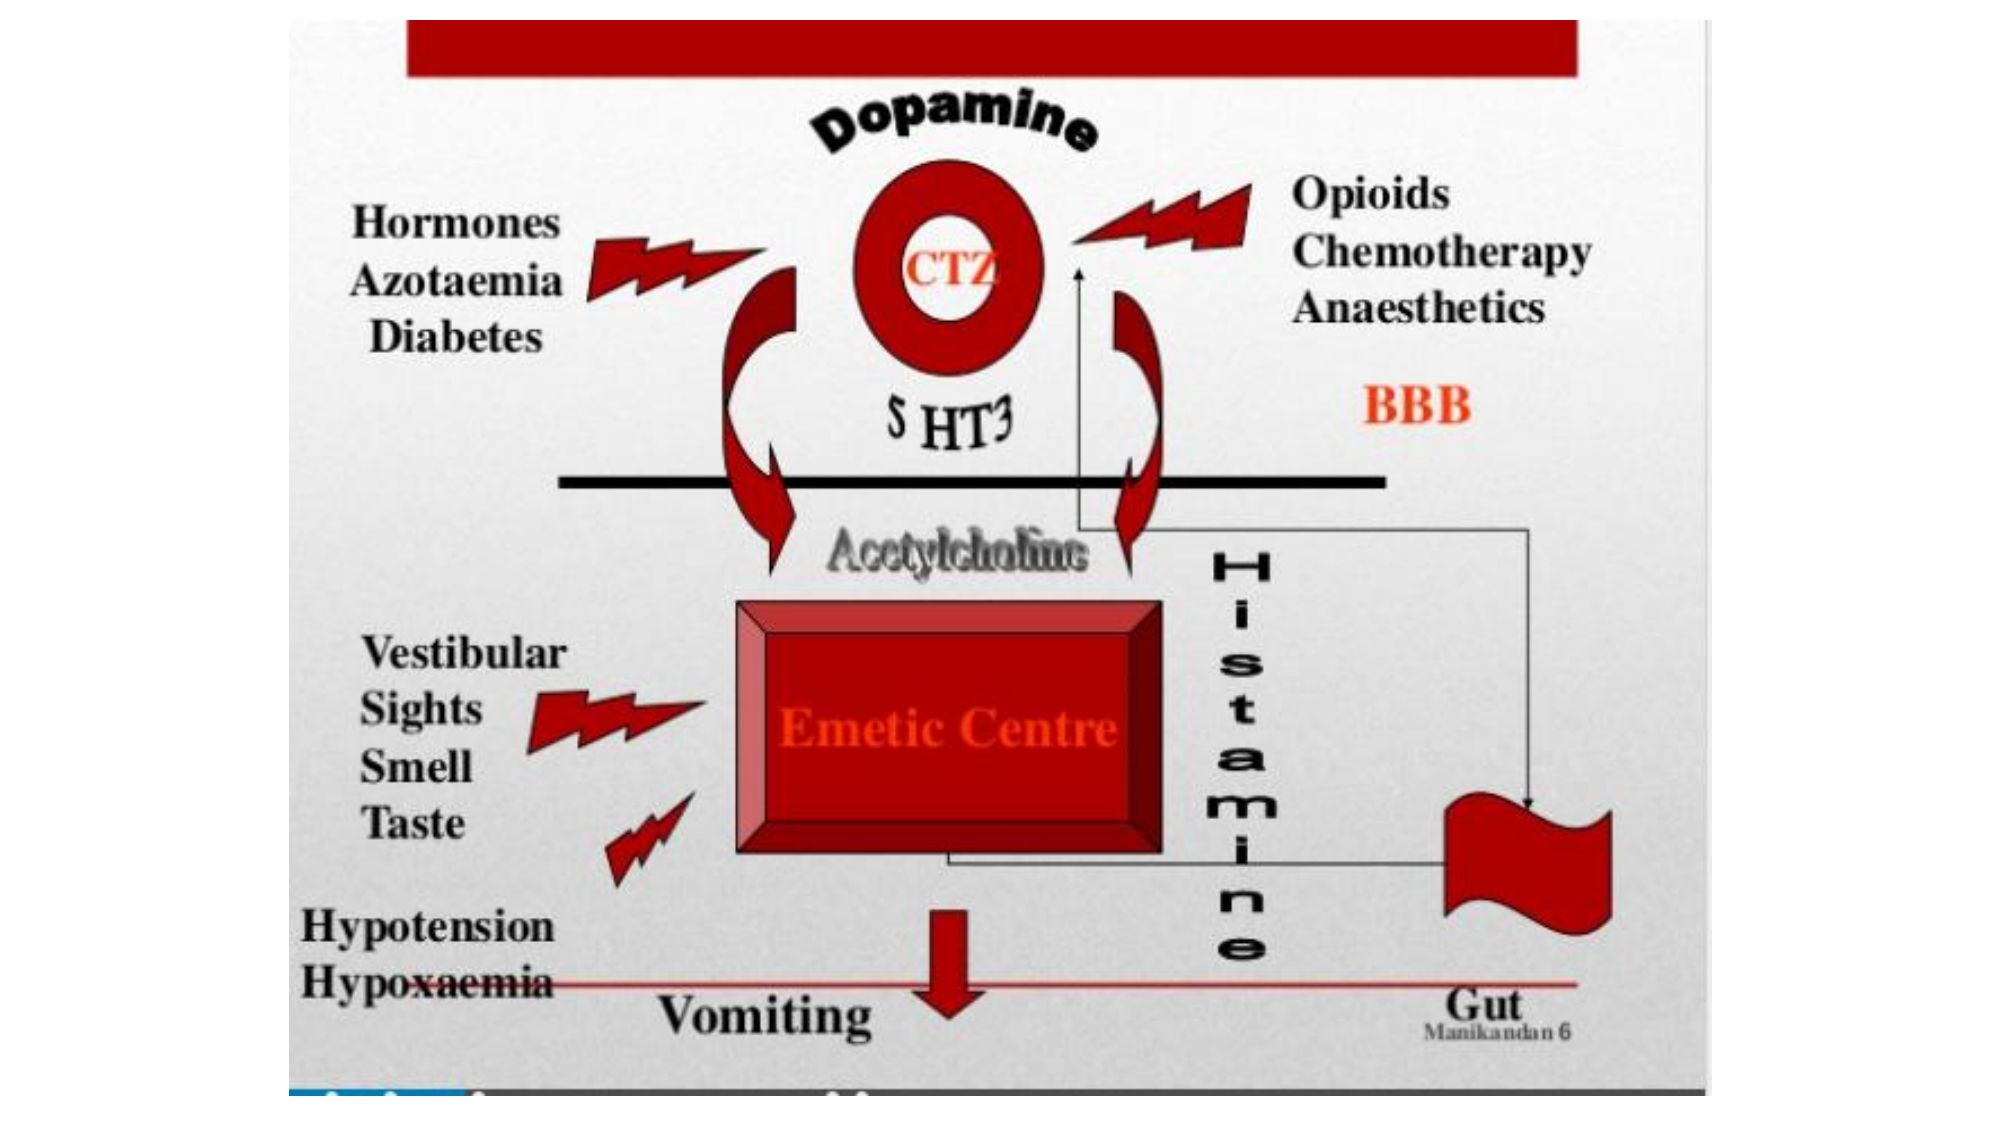 Dopamine
Hormones
Azotaemia
Diabetes
CTZ
Opioids
Chemotherapy
Anaesthetics
BBB
5 HT3
Acetylcholine
Histamine
Vestibular
Sights
Smell
Taste
Emetic Centre
Hypotension
Hypoxaemia
Vomiting
Gut
Manikandan 6